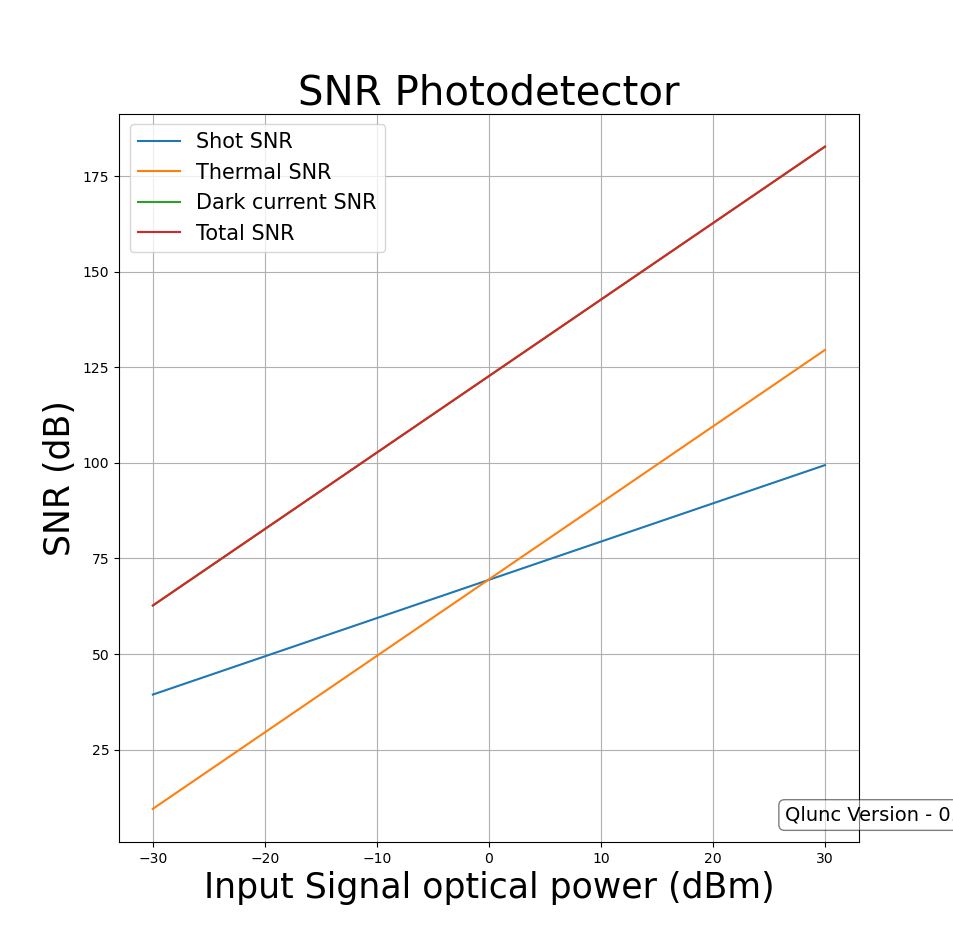 SNR Photodetector
Shot SNR
Thermal SNR
Dark current SNR
Total SNR
175
150
125
100
75
50
25
SNR (dB)
Qlunc Version - 0.
−30
−20
−10
0
10
20
30
Input Signal optical power (dBm)